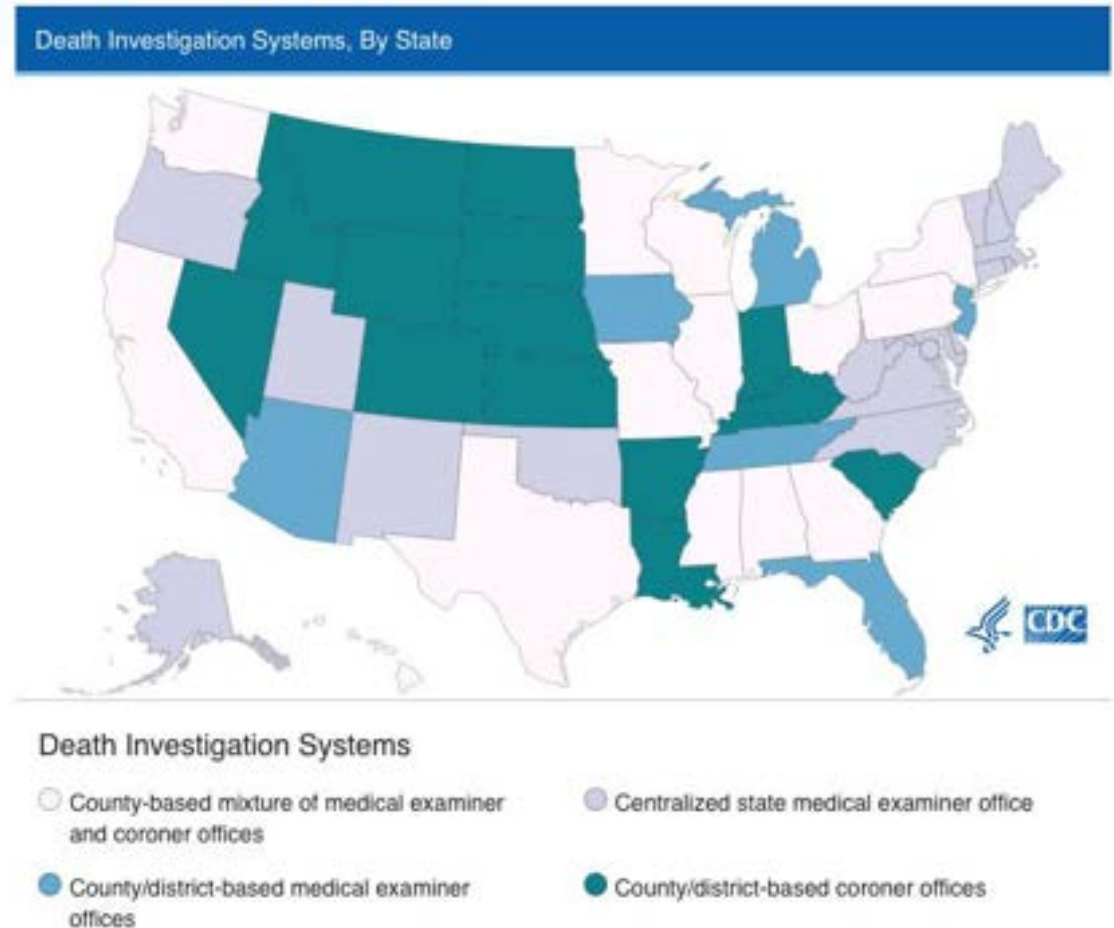 Death Investigation Systems, By State
CDC
Death Investigation Systems
County-based mixture of medical examiner
and coroner offices
Centralized state medical examiner office
County/district-based medical examiner
offices
County/district-based coroner offices